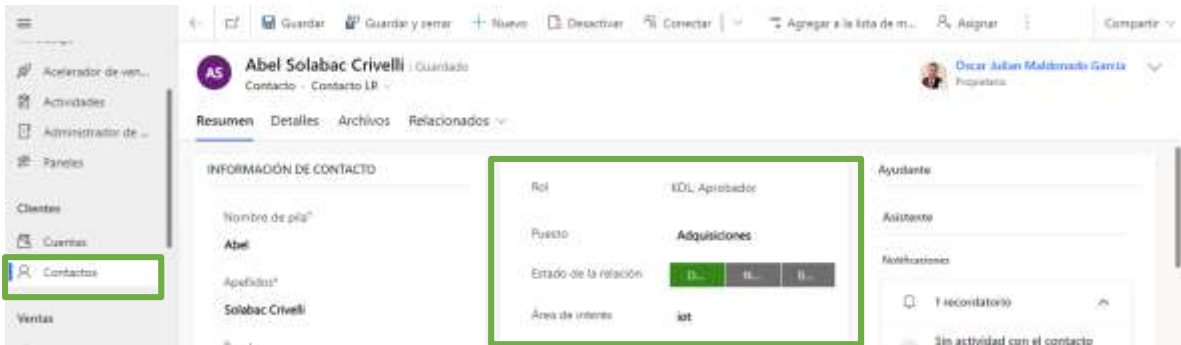 Guardar
Guardar y cerrar
Nuevo
Desactivar
Conectar
Agregar a la lista de m...
Asignar
Compartir
Acelerador de ven...
Actividades
Administrador de ...
Paneles
Clientes
Cuentas
Contactos
Ventas
AS
Abel Solabac Crivelli : Guardado
Contacto · Contacto LR
Oscar Julian Maldonado Garcia
Propietario
Resumen Detalles Archivos Relacionados
INFORMACIÓN DE CONTACTO
Nombre de pila*
Abel
Apellidos*
Solabac Crivelli
Rol KDL Aprobador
Puesto Adquisiciones
Estado de la relación
Área de interés iot
Ayudante
Asistente
Notificaciones
1 recordatorio
Sin actividad con el contacto